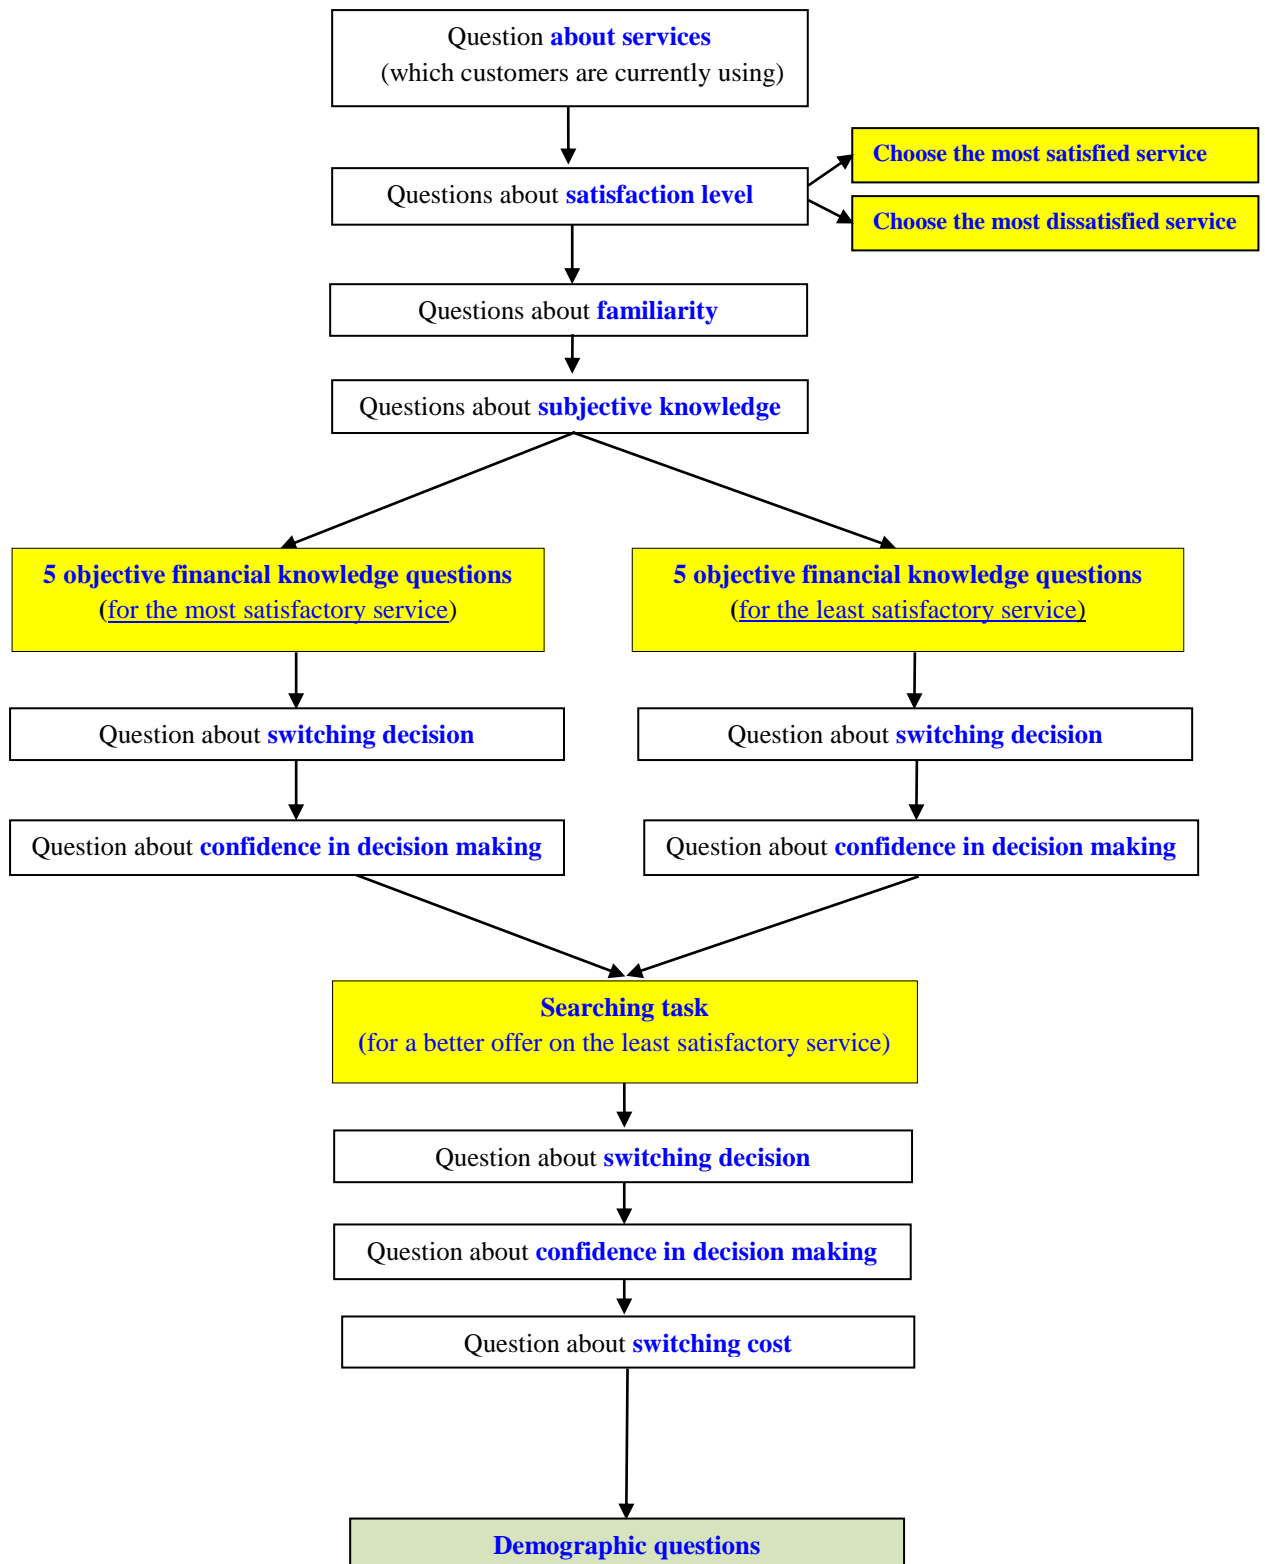 Question about services
(which customers are currently using)
Choose the most satisfied service
Questions about satisfaction level
Choose the most dissatisfied service
Questions about familiarity
Questions about subjective knowledge
5 objective financial knowledge questions
(for the most satisfactory service)
5 objective financial knowledge questions
(for the least satisfactory service)
Question about switching decision
Question about switching decision
Question about confidence in decision making
Question about confidence in decision making
Searching task
(for a better offer on the least satisfactory service)
Question about switching decision
Question about confidence in decision making
Question about switching cost
Demographic questions